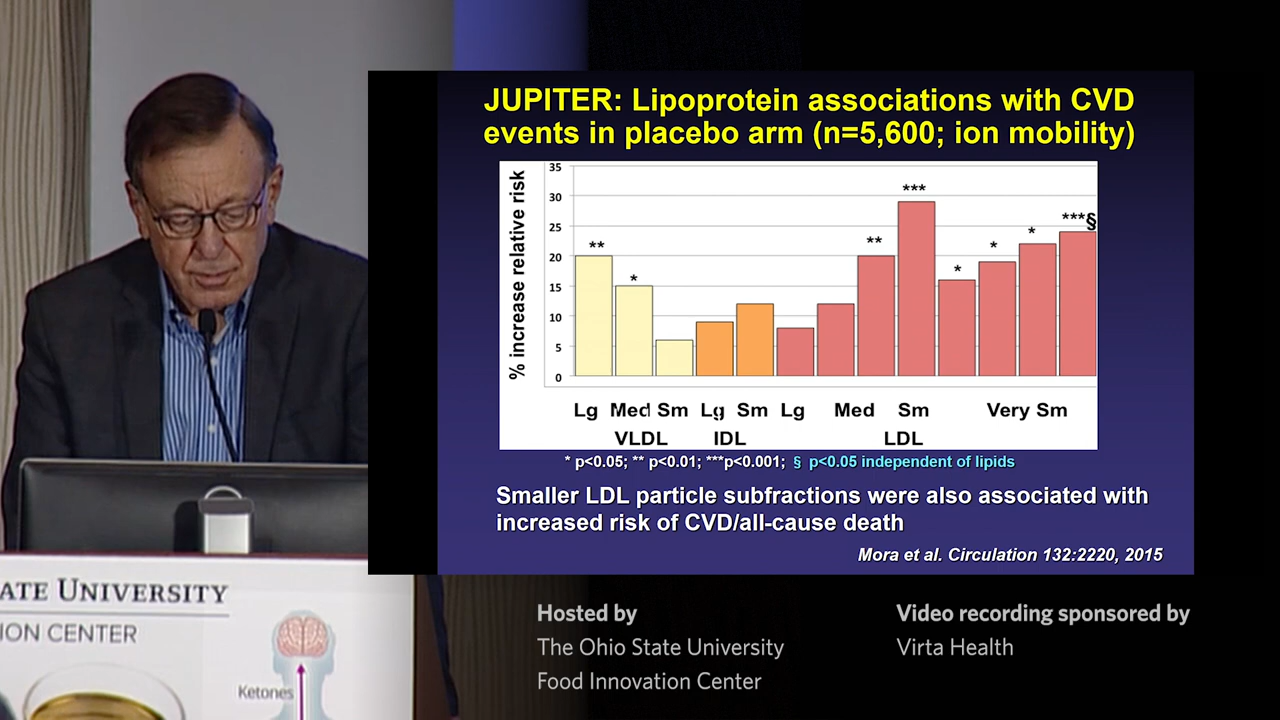 JUPITER: Lipoprotein associations with CVD
events in placebo arm (n=5,600; ion mobility)
% increase relative risk
35
30
25
20
15
10
5
0
**
*
**
***
*
*
*
***§
Lg Med Sm Lg Sm Lg Med Sm Very Sm
VLDL IDL LDL
* p<0.05; ** p<0.01; ***p<0.001; § p<0.05 independent of lipids
Smaller LDL particle subfractions were also associated with
increased risk of CVD/all-cause death
Mora et al. Circulation 132:2220, 2015
ATE UNIVERSITY
ION CENTER
Ketones
Hosted by
The Ohio State University
Food Innovation Center
Video recording sponsored by
Virta Health